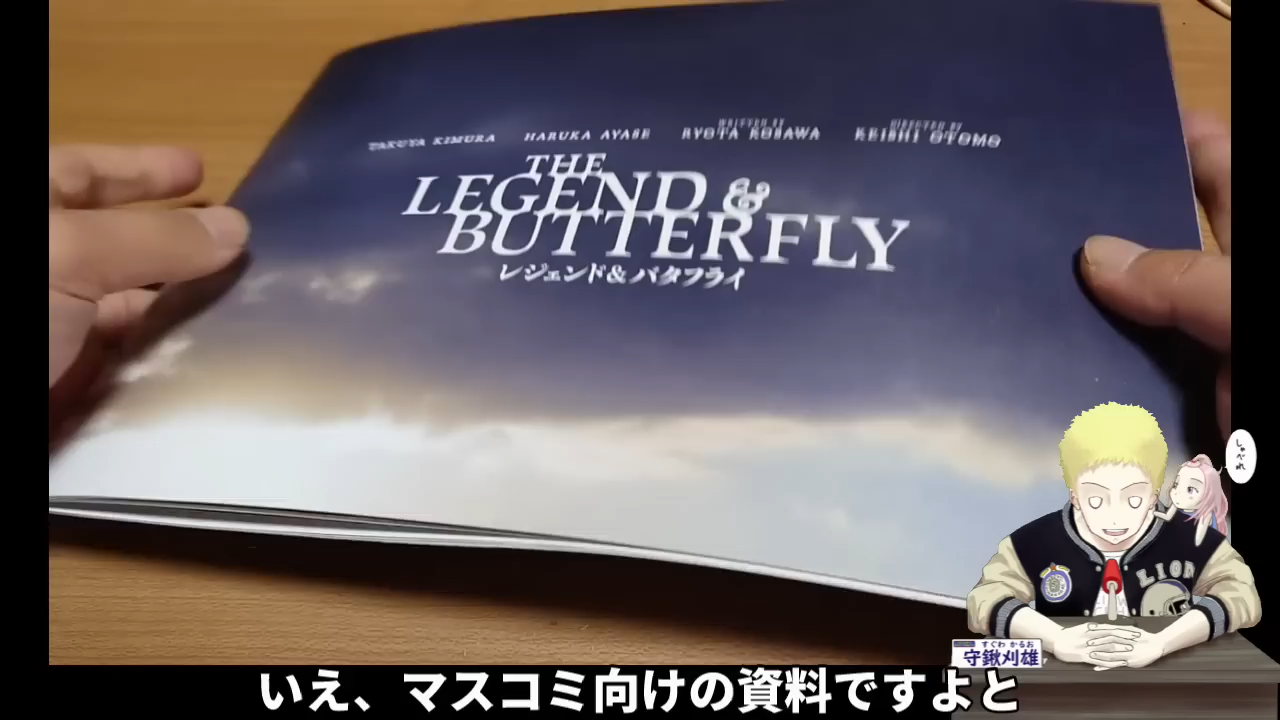 WRITTEN BY
DIRECTED BY
TAKUYA KIMURA HARUKA AYASE RYOTA KOSAWA KEISHI OTOMO
THE
LEGEND &
BUTTERFLY
レジェンド&バタフライ
しゃべれ
LION
すぐわ かるお
守鍬刈雄
いえ、マスコミ向けの資料ですよと